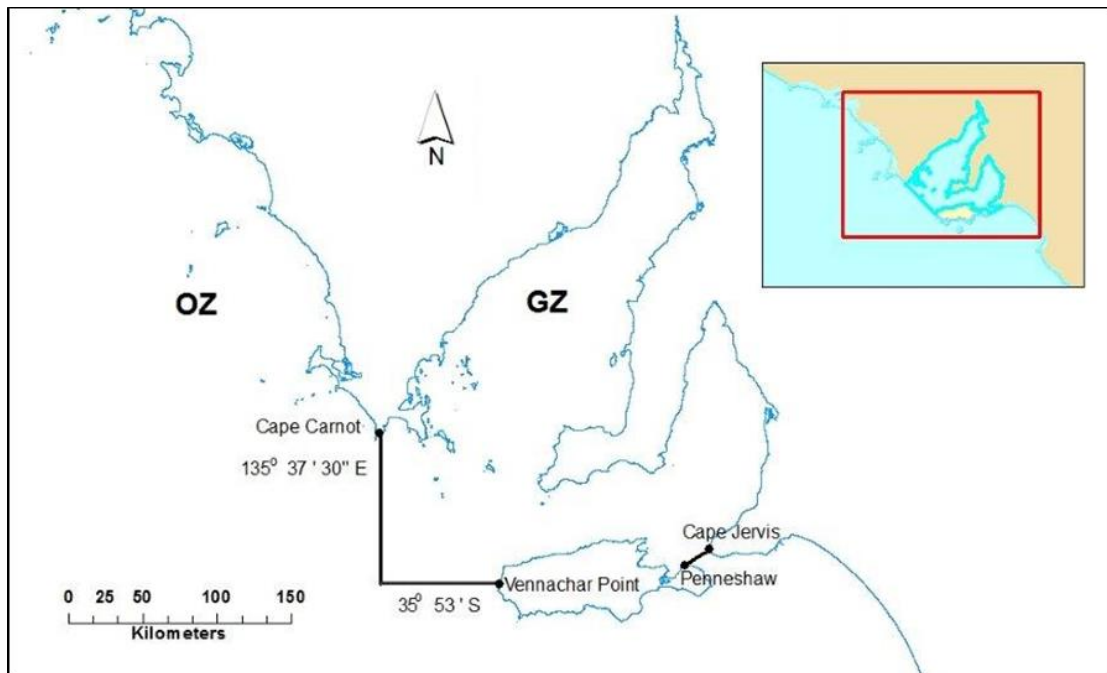 N
OZ
GZ
Cape Carnot
135° 37 ' 30" E
Cape Jervis
Penneshaw
Vennachar Point
35° 53 ' S
0 25 50 100 150
Kilometers